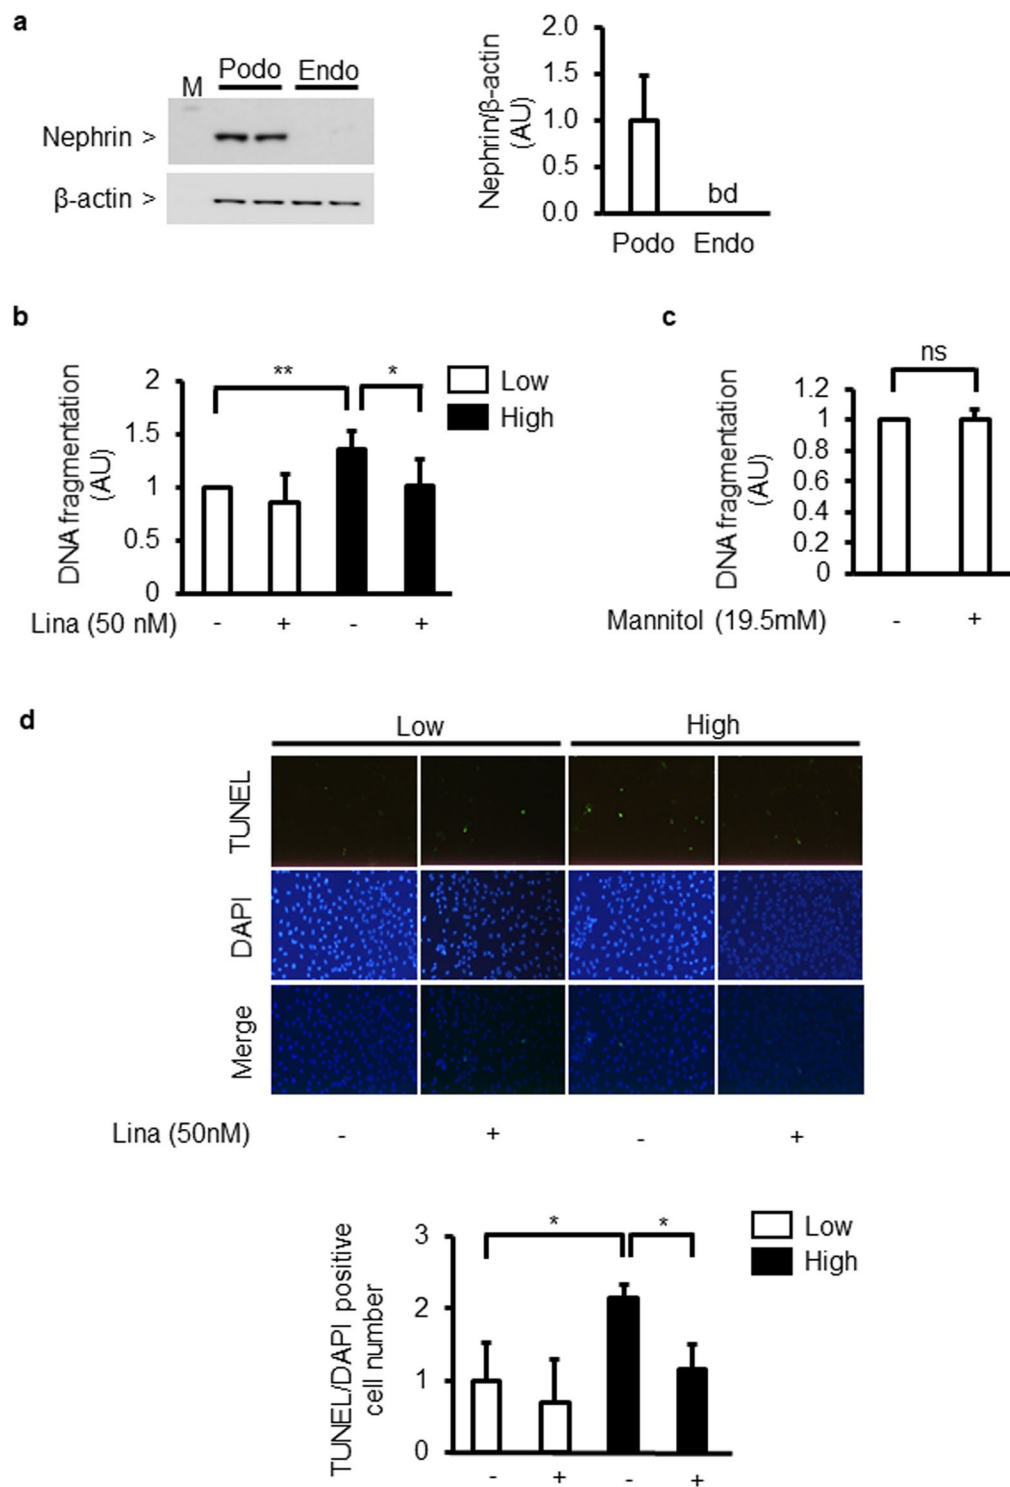 a
M
Podo
Endo
Nephrin >
β-actin >
Nephrin/β-actin
(AU)
2.0
1.5
1.0
0.5
0.0
bd
Podo
Endo
b
DNA fragmentation
(AU)
2
1.5
1
0.5
0
**
*
Low
High
Lina (50 nM)
- + - +
c
DNA fragmentation
(AU)
1.2
1
0.8
0.6
0.4
0.2
0
ns
Mannitol (19.5mM)
- +
d
Low
High
TUNEL
DAPI
Merge
Lina (50nM)
- + - +
TUNEL/DAPI positive
cell number
3
2
1
0
*
*
Low
High
- + - +